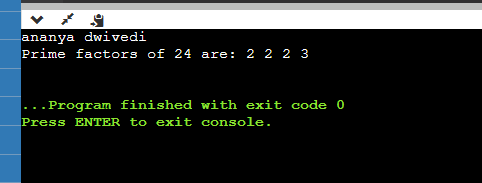 ananya dwivedi
Prime factors of 24 are: 2 2 2 3
...Program finished with exit code 0
Press ENTER to exit console.